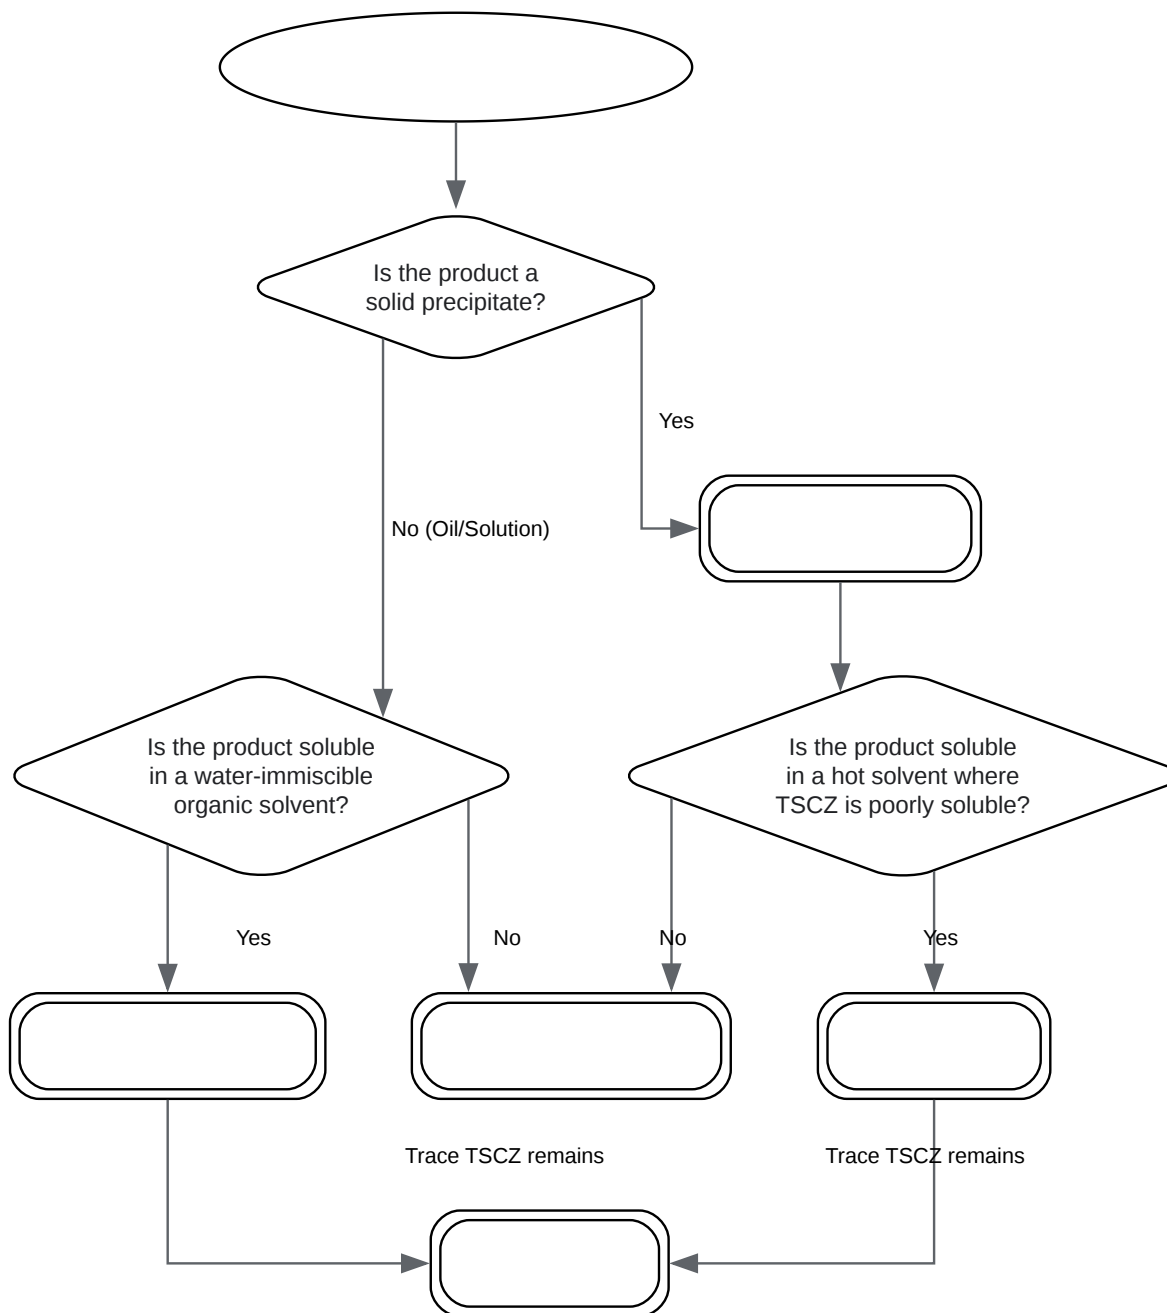 Is the product a
solid precipitate?
Yes
No (Oil/Solution)
Is the product soluble
in a water-immiscible
organic solvent?
Is the product soluble
in a hot solvent where
TSCZ is poorly soluble?
Yes
No
No
Yes
Trace TSCZ remains
Trace TSCZ remains